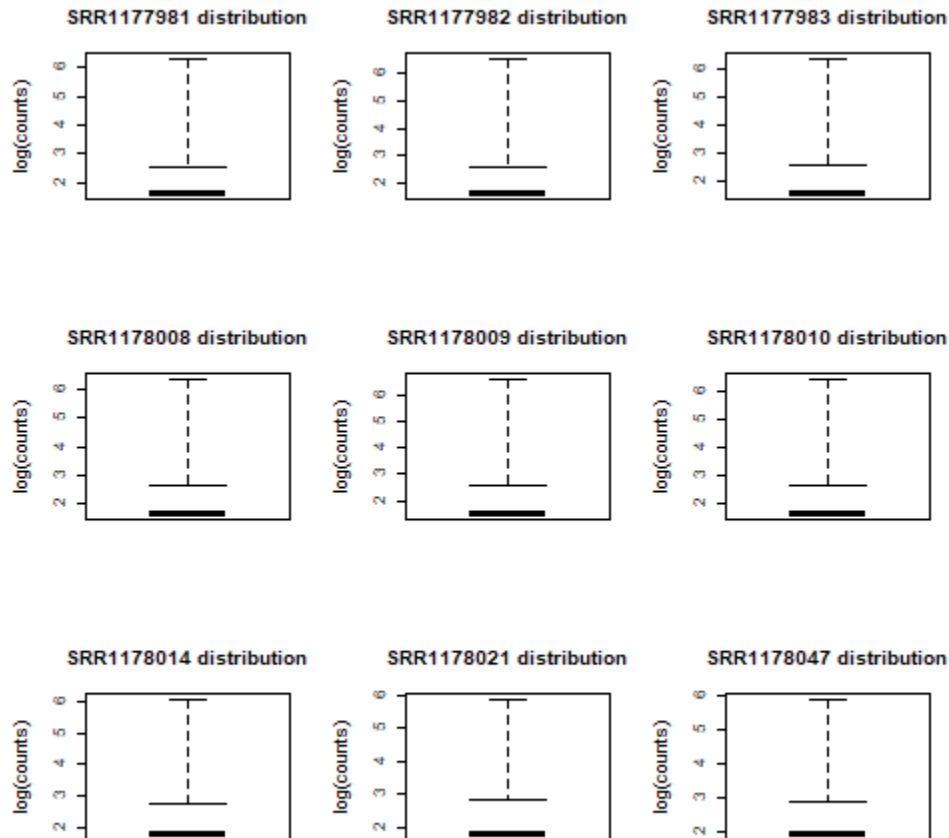 SRR1177981 distribution
SRR1177982 distribution
SRR1177983 distribution
log(counts)
6
5
4
3
2
log(counts)
6
5
4
3
2
log(counts)
6
5
4
3
2
SRR1178008 distribution
SRR1178009 distribution
SRR1178010 distribution
log(counts)
6
5
4
3
2
log(counts)
6
5
4
3
2
log(counts)
6
5
4
3
2
SRR1178014 distribution
SRR1178021 distribution
SRR1178047 distribution
log(counts)
6
5
4
3
2
log(counts)
6
5
4
3
2
log(counts)
6
5
4
3
2